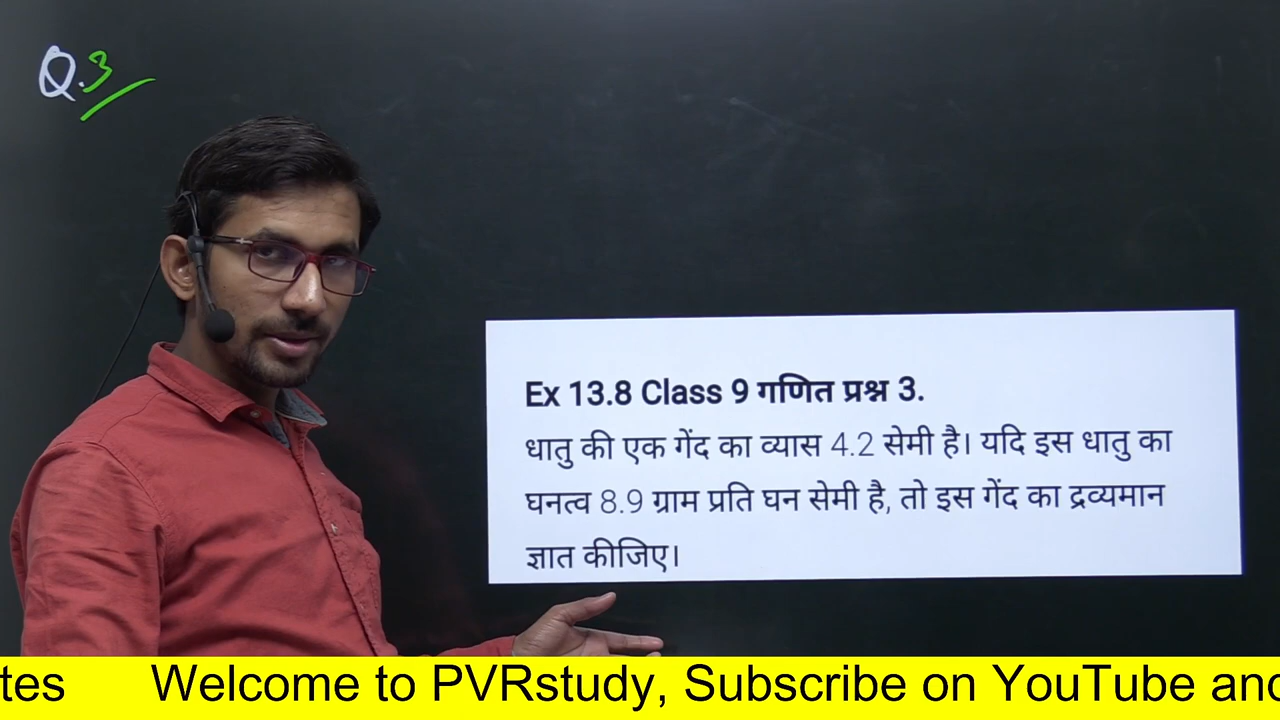 Q.3
Ex 13.8 Class 9 गणित प्रश्न 3.
धातु की एक गेंद का व्यास 4.2 सेमी है। यदि इस धातु का
घनत्व 8.9 ग्राम प्रति घन सेमी है, तो इस गेंद का द्रव्यमान
ज्ञात कीजिए।
tes Welcome to PVRstudy, Subscribe on YouTube and